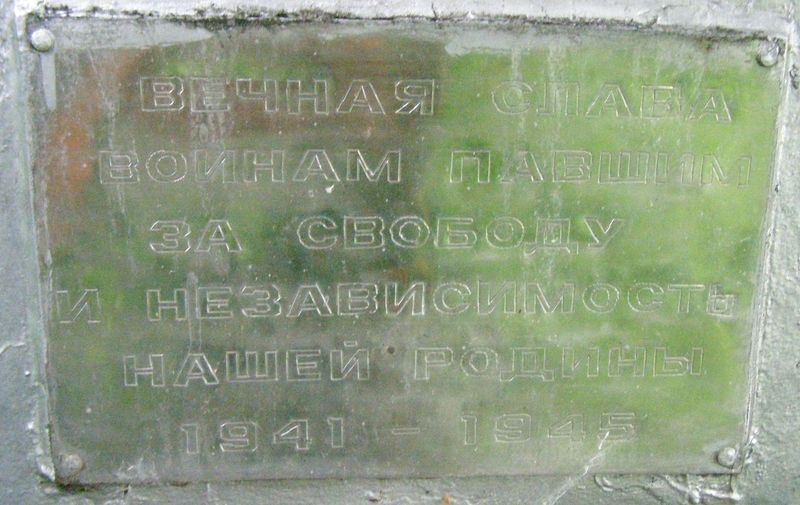 ВЕЧНАЯ СЛАВА
ВОИНАМ ПАВШИМ
ЗА СВОБОДУ
И НЕЗАВИСИМОСТЬ
НАШЕЙ РОДИНЫ
1941 - 1945